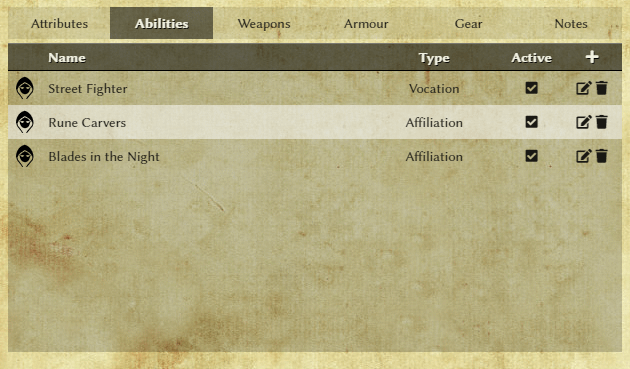 Attributes Abilities Weapons Armour Gear Notes
Name Type Active +
Street Fighter Vocation
Rune Carvers Affiliation
Blades in the Night Affiliation